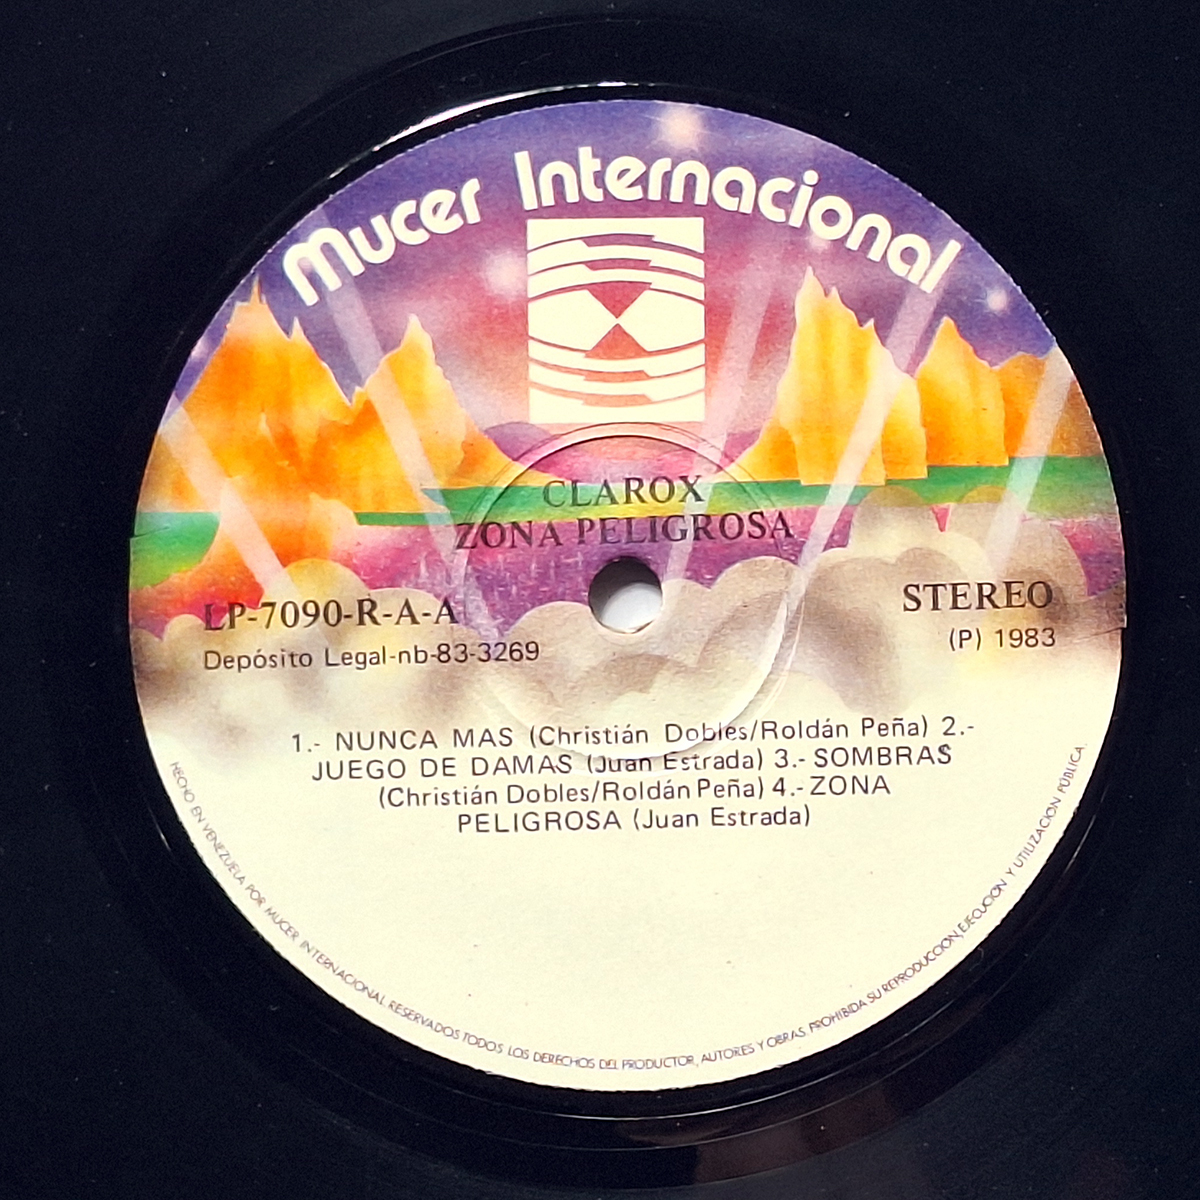 Mucer Internacional
CLAROX
ZONA PELIGROSA
LP-7090-R-A-A
STEREO
Depósito Legal-nb-83-3269
(P) 1983
1.- NUNCA MAS (Christián Dobles/Roldán Peña) 2.-
JUEGO DE DAMAS (Juan Estrada) 3.- SOMBRAS
(Christián Dobles/Roldán Peña) 4.- ZONA
PELIGROSA (Juan Estrada)
HECHO EN VENEZUELA POR MUCER INTERNACIONAL RESERVADOS TODOS LOS DERECHOS DEL PRODUCTOR, AUTORES Y OBRAS PROHIBIDA SU REPRODUCCION, EJECUCION Y UTILIZACION PÚBLICA.